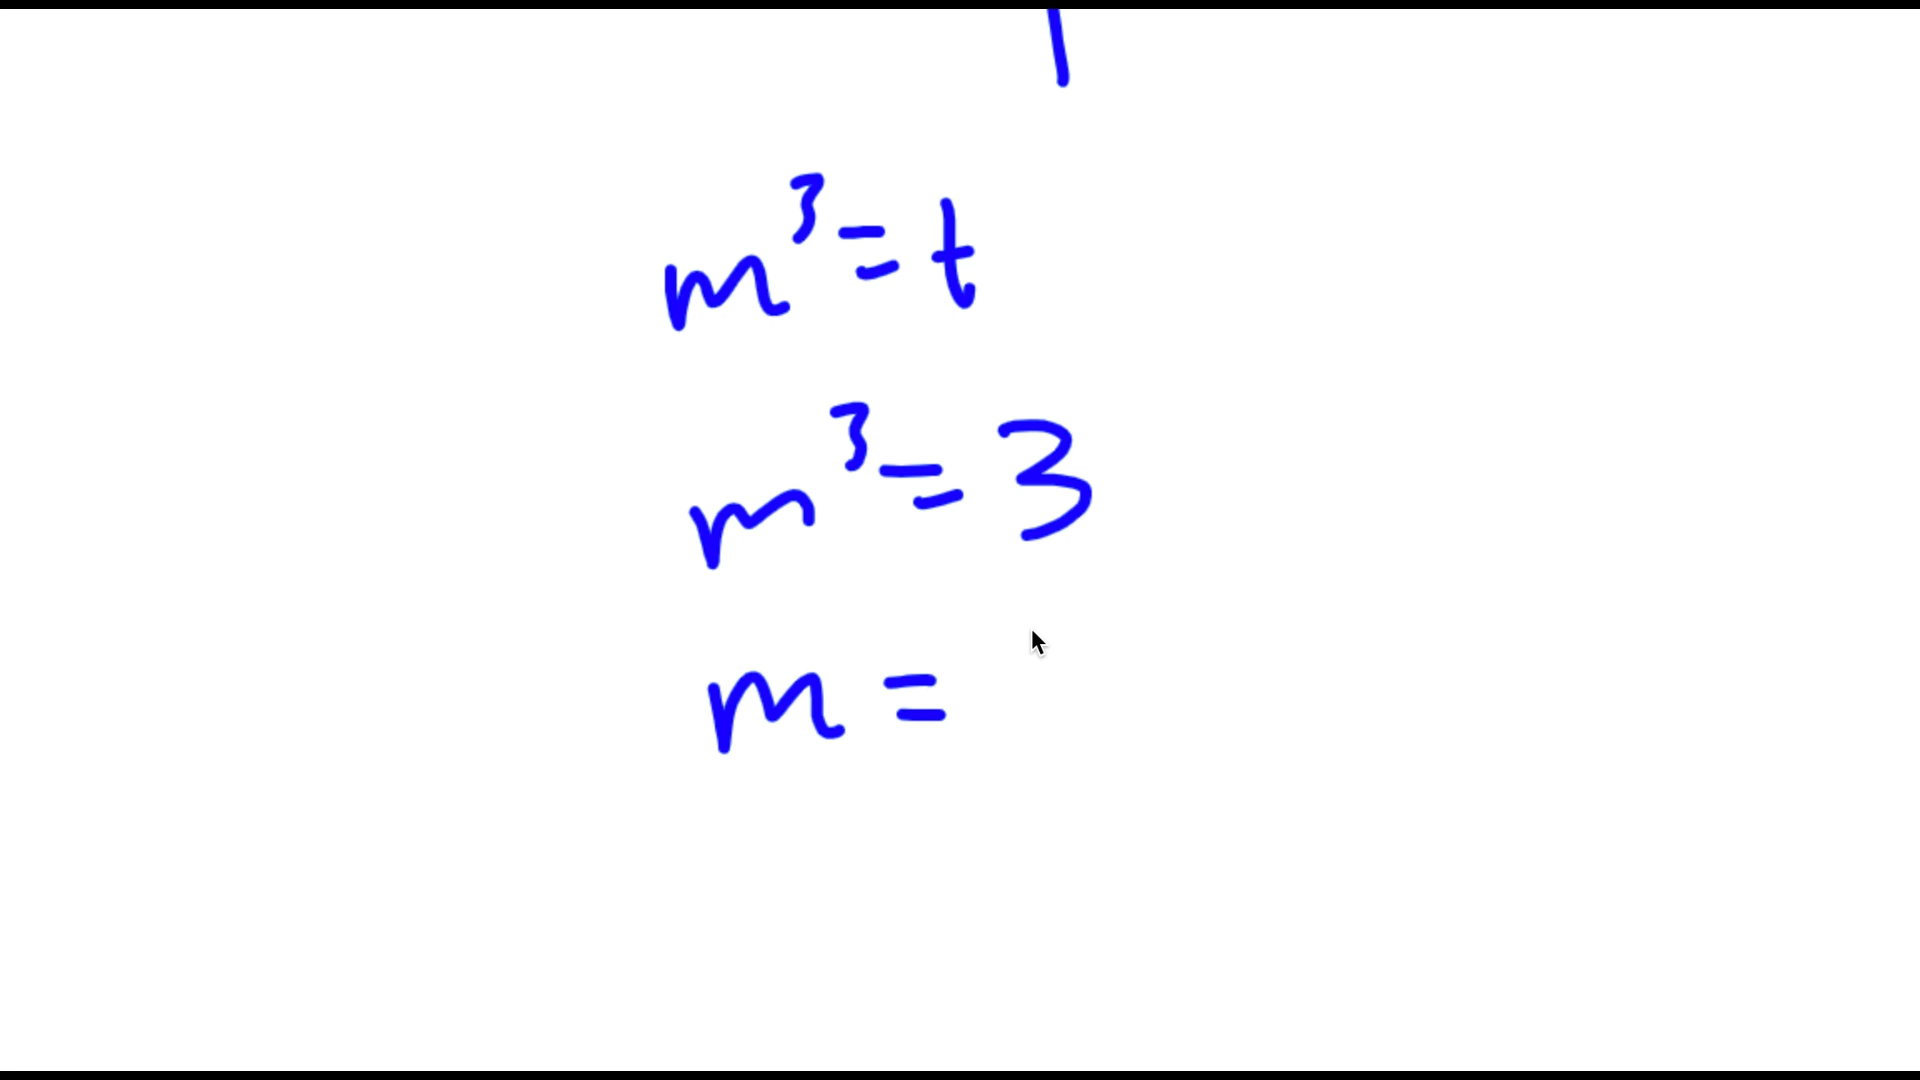 m³ = t
m³ = 3
m =